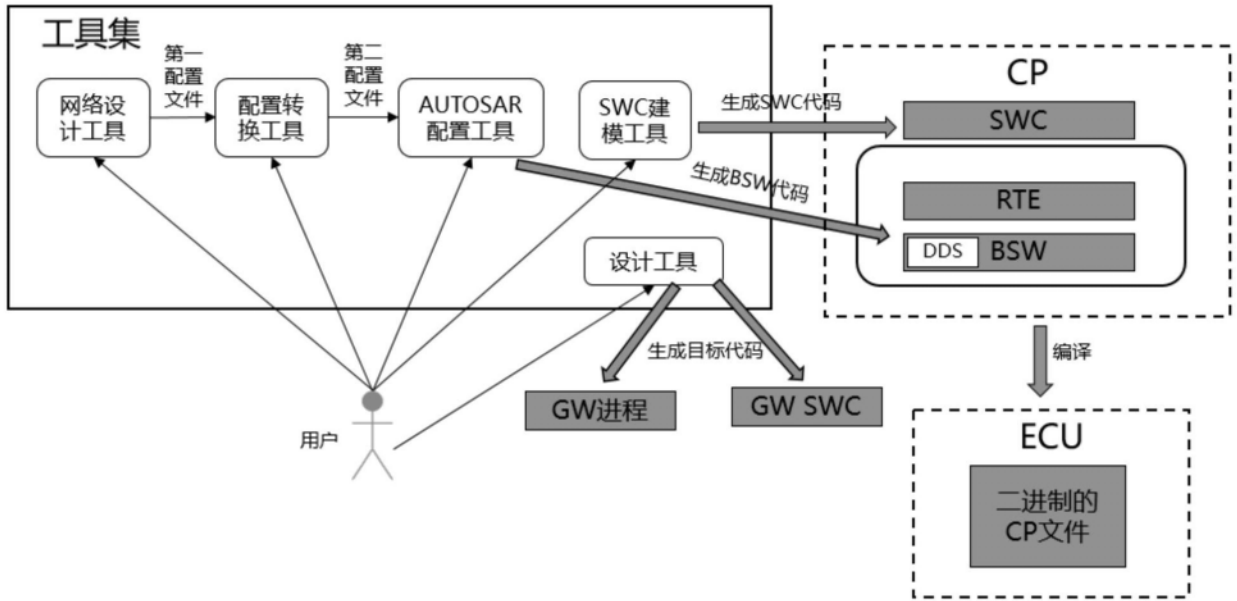 工具集
第一
配置
文件
第二
配置
文件
网络设
计工具
配置转
换工具
AUTOSAR
配置工具
SWC建
模工具
生成SWC代码
生成BSW代码
设计工具
生成目标代码
GW进程
GW SWC
用户
CP
SWC
RTE
DDS
BSW
编译
ECU
二进制的
CP文件